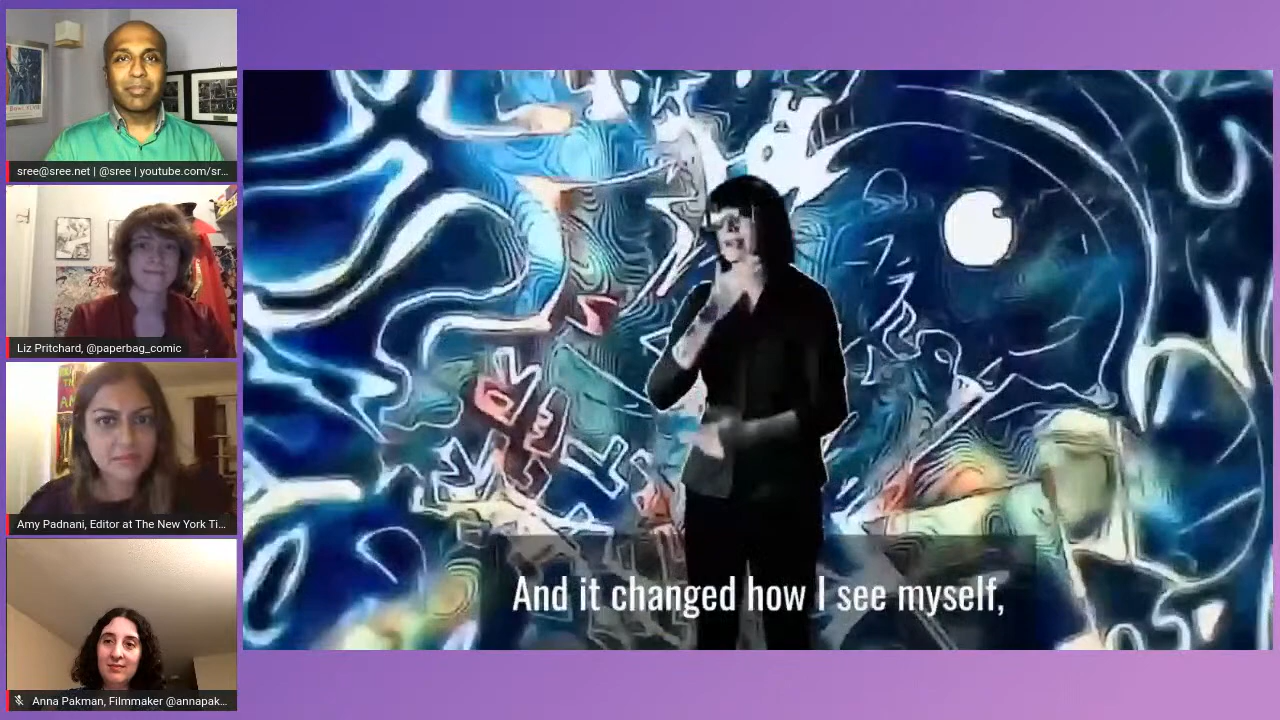 sree@sree.net | @sree | youtube.com/sr...
Liz Pritchard, @paperbag_comic
Amy Padnani, Editor at The New York Ti...
Anna Pakman, Filmmaker @annapak...
And it changed how I see myself,